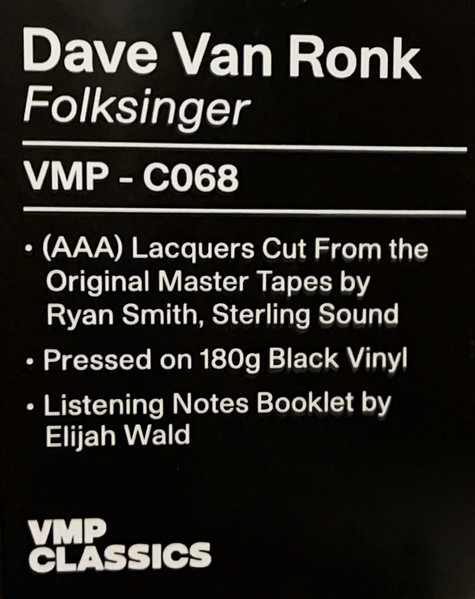 Dave Van Ronk
Folksinger
VMP - C068
• (AAA) Lacquers Cut From the
Original Master Tapes by
Ryan Smith, Sterling Sound
• Pressed on 180g Black Vinyl
• Listening Notes Booklet by
Elijah Wald
VMP
CLASSICS